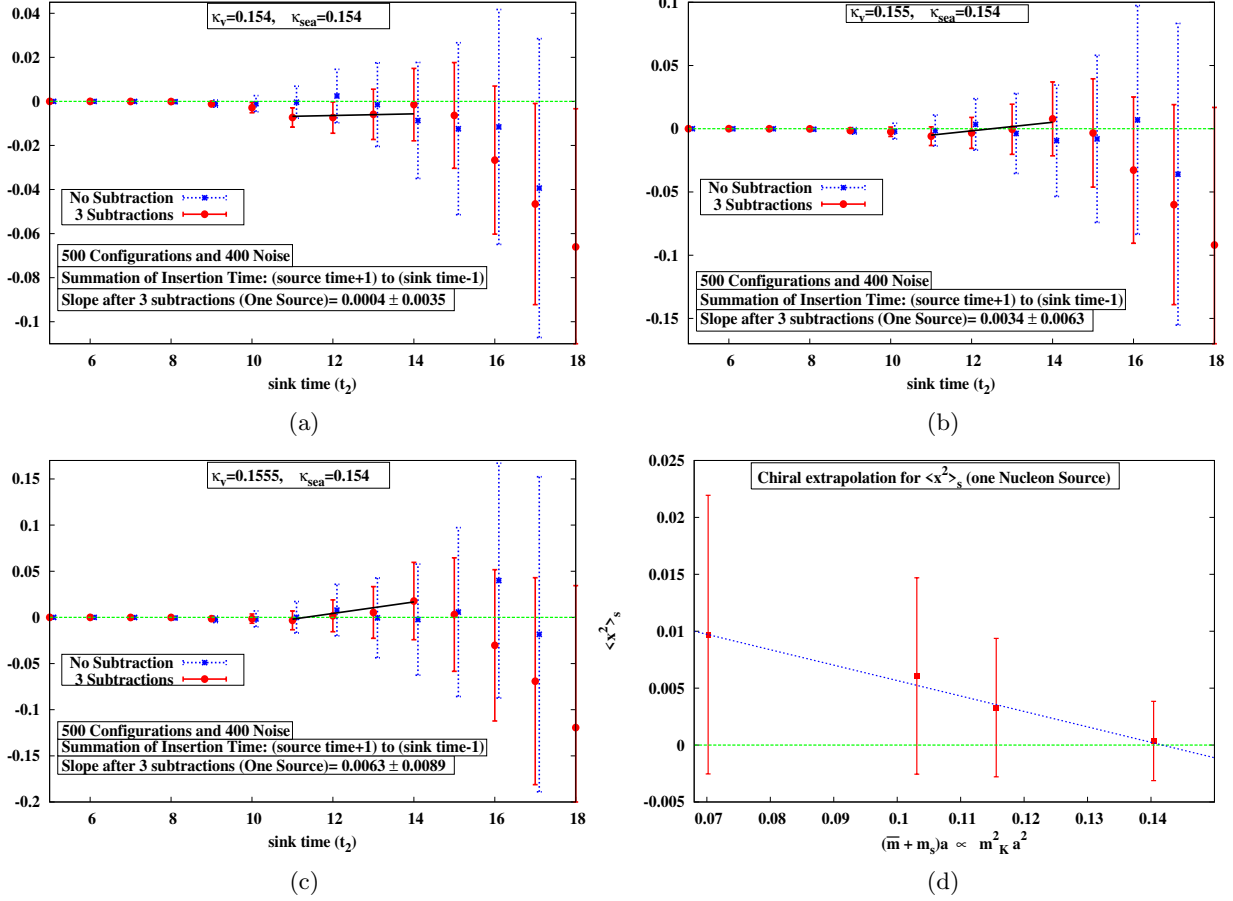 κv=0.154, κsea=0.154
0.04
0.02
0
-0.02
-0.04
-0.06
-0.08
-0.1
No Subtraction
3 Subtractions
500 Configurations and 400 Noise
Summation of Insertion Time: (source time+1) to (sink time-1)
Slope after 3 subtractions (One Source)= 0.0004 ± 0.0035
6 8 10 12 14 16 18
sink time (t2)
(a)
κv=0.155, κsea=0.154
0.1
0.05
0
-0.05
-0.1
-0.15
No Subtraction
3 Subtractions
500 Configurations and 400 Noise
Summation of Insertion Time: (source time+1) to (sink time-1)
Slope after 3 subtractions (One Source)= 0.0034 ± 0.0063
6 8 10 12 14 16 18
sink time (t2)
(b)
κv=0.1555, κsea=0.154
0.15
0.1
0.05
0
-0.05
-0.1
-0.15
-0.2
No Subtraction
3 Subtractions
500 Configurations and 400 Noise
Summation of Insertion Time: (source time+1) to (sink time-1)
Slope after 3 subtractions (One Source)= 0.0063 ± 0.0089
6 8 10 12 14 16 18
sink time (t2)
(c)
Chiral extrapolation for <x²>s (one Nucleon Source)
<x²>s
0.025
0.02
0.015
0.01
0.005
0
-0.005
0.07 0.08 0.09 0.1 0.11 0.12 0.13 0.14
(m̅ + ms)a ∝ m²K a²
(d)